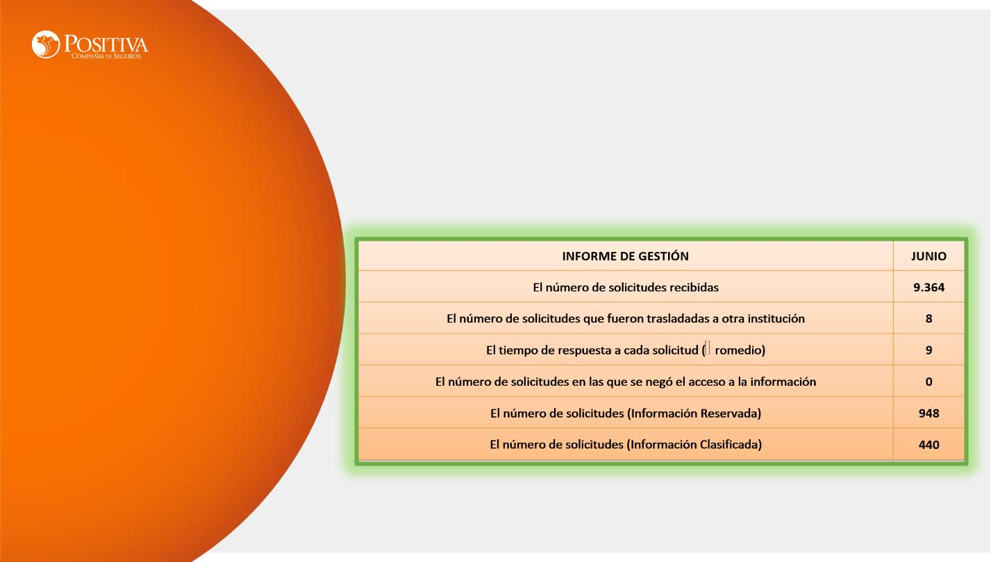 POSITIVA
COMPAÑÍA DE SEGUROS
INFORME DE GESTIÓN JUNIO
El número de solicitudes recibidas 9.364
El número de solicitudes que fueron trasladadas a otra institución 8
El tiempo de respuesta a cada solicitud ( romedio) 9
El número de solicitudes en las que se negó el acceso a la información 0
El número de solicitudes (Información Reservada) 948
El número de solicitudes (Información Clasificada) 440